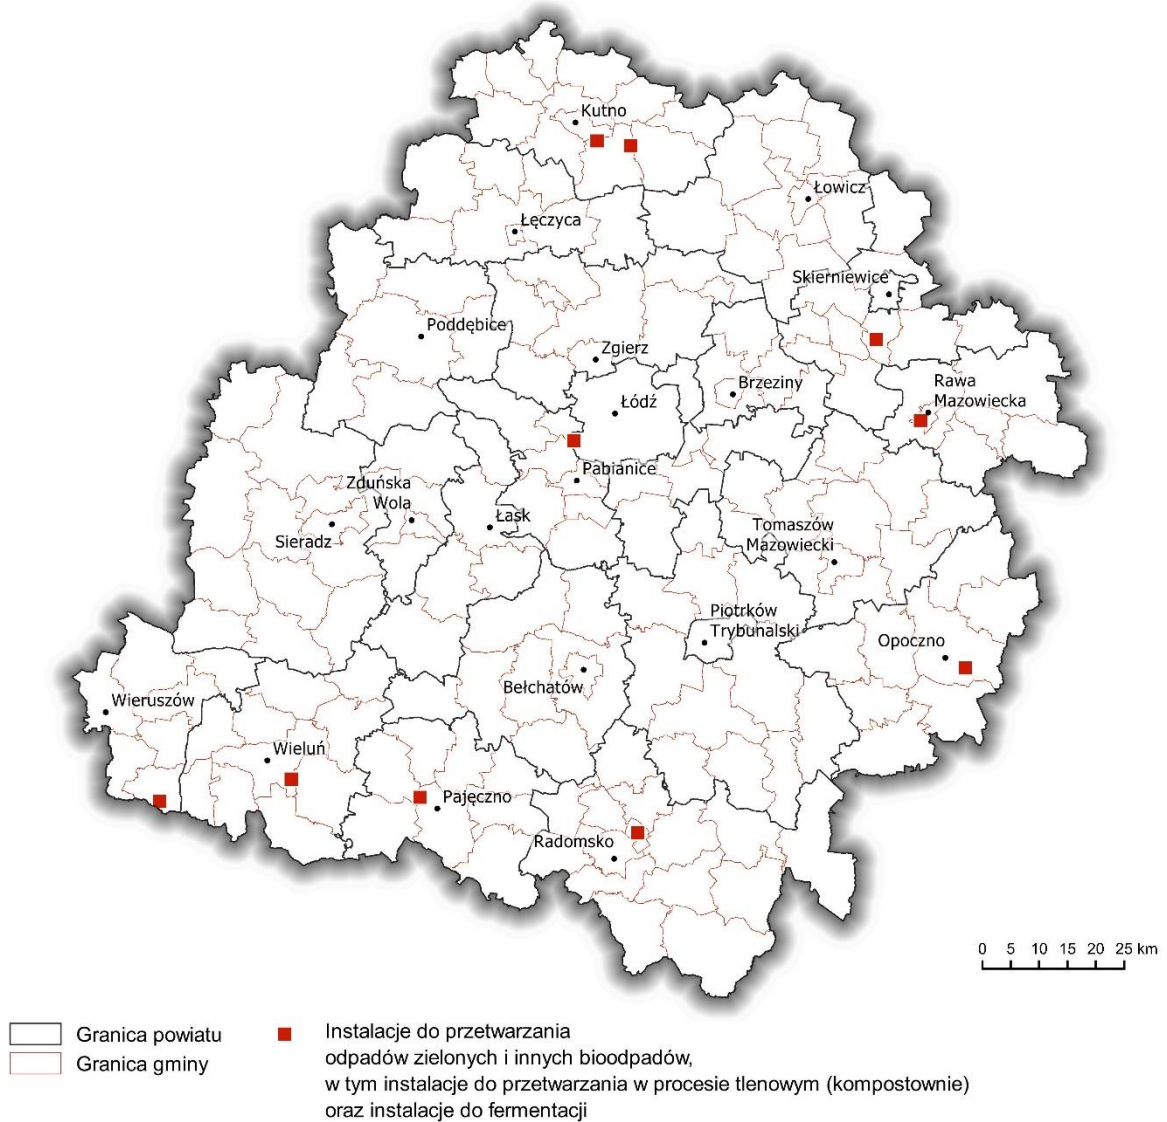 Kutno
Łowicz
Łęczyca
Skierniewice
Poddębice
Zgierz
Brzeziny
Rawa
Mazowiecka
Łódź
Pabianice
Zduńska
Wola
Łask
Sieradz
Tomaszów
Mazowiecki
Piotrków
Trybunalski
Opoczno
Bełchatów
Wieruszów
Wieluń
Pajęczno
Radomsko
0 5 10 15 20 25 km
Granica powiatu
Granica gminy
Instalacje do przetwarzania
odpadów zielonych i innych bioodpadów,
w tym instalacje do przetwarzania w procesie tlenowym (kompostownie)
oraz instalacje do fermentacji